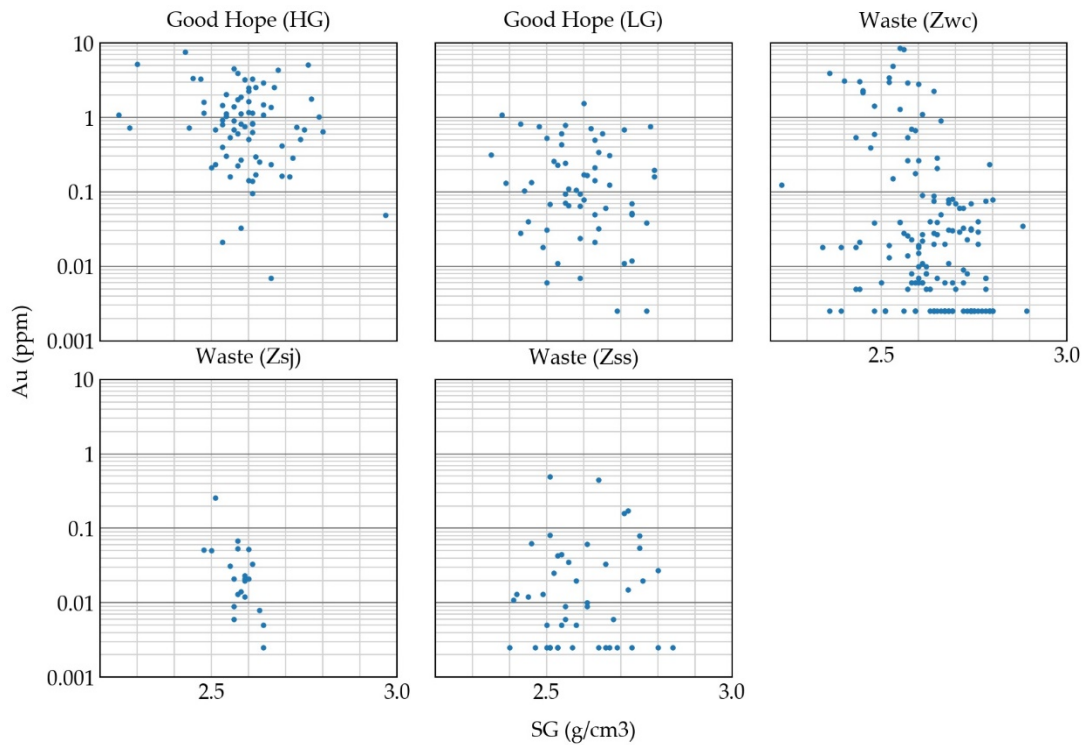 Good Hope (HG)
Good Hope (LG)
Waste (Zwc)
10
1
0.1
0.01
0.001
2.5
3.0
Au (ppm)
Waste (Zsj)
Waste (Zss)
10
1
0.1
0.01
0.001
2.5
3.0
2.5
3.0
SG (g/cm3)